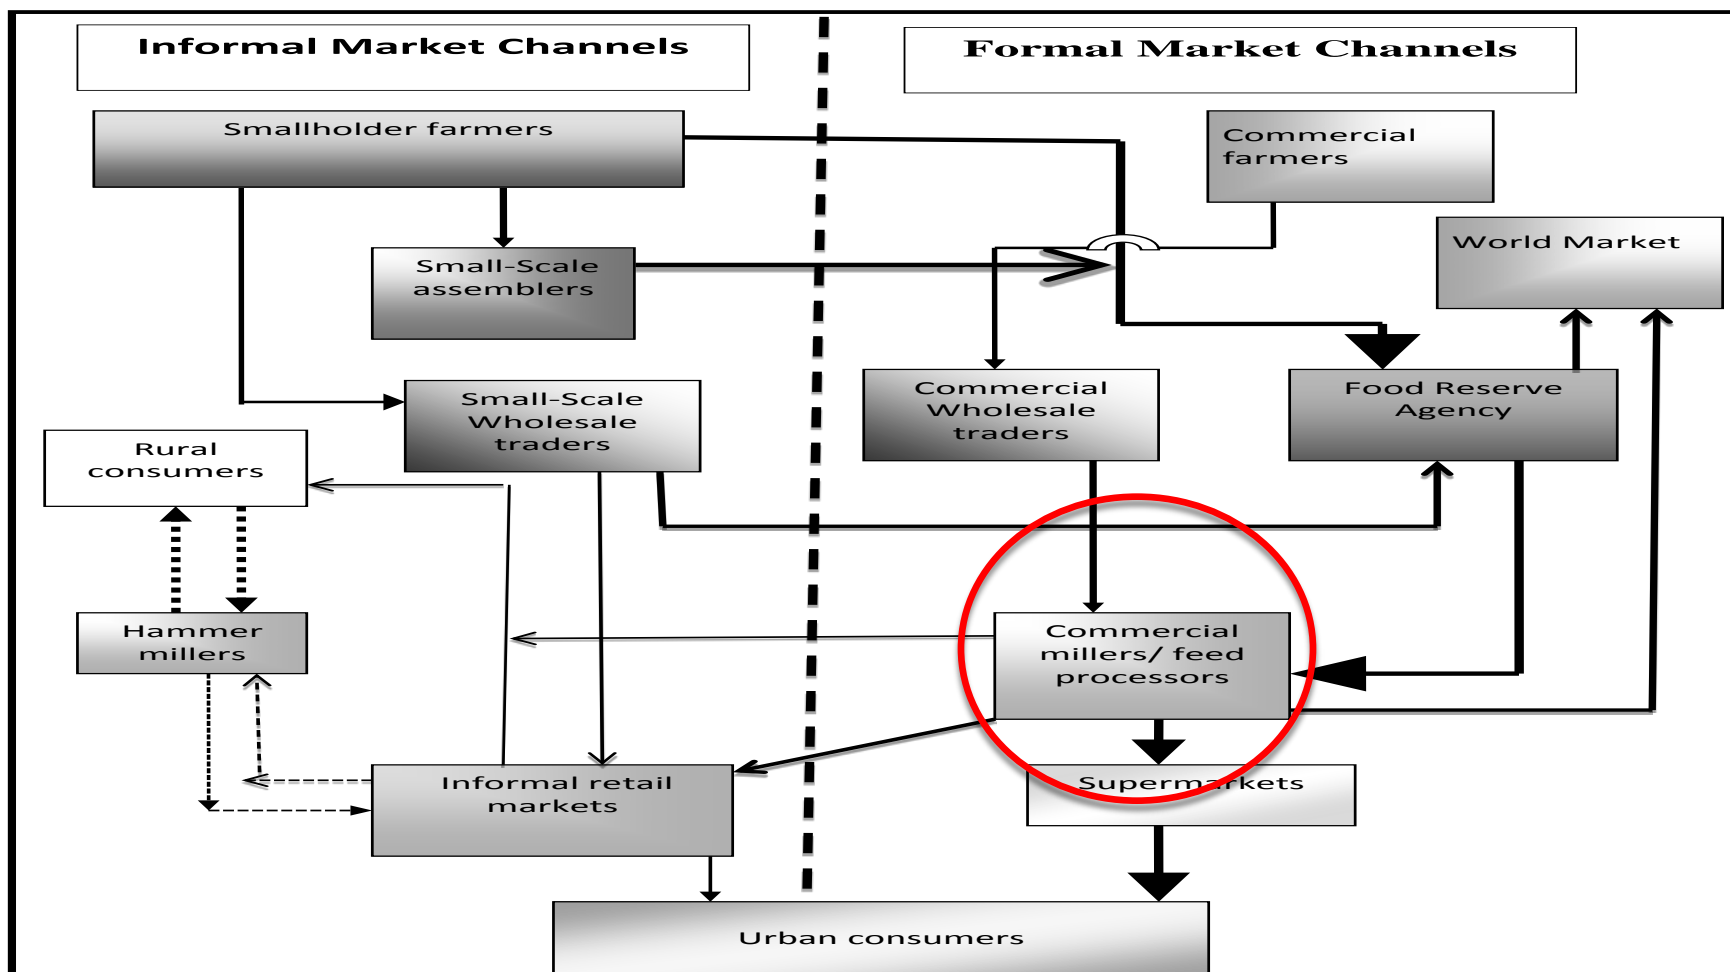 Informal Market Channels
Formal Market Channels
Smallholder farmers
Commercial
farmers
World Market
Small-Scale
assemblers
Small-Scale
Wholesale
traders
Commercial
Wholesale
traders
Food Reserve
Agency
Rural
consumers
Hammer
millers
Commercial
millers/ feed
processors
Informal retail
markets
Supermarkets
Urban consumers